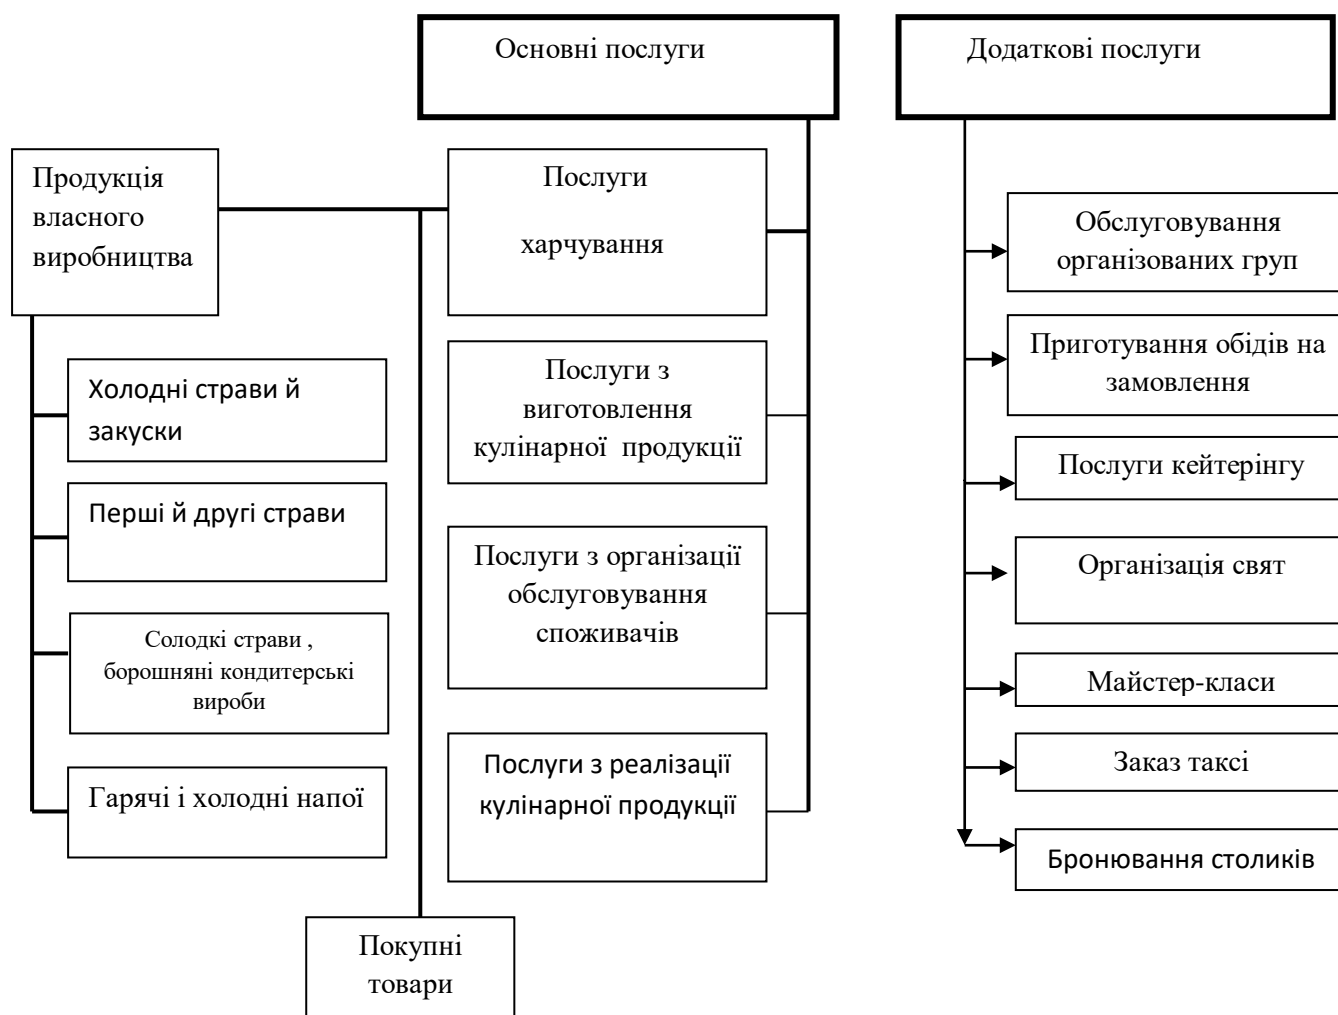 Основні послуги
Додаткові послуги
Продукція
власного
виробництва
Послуги
харчування
Обслуговування
організованих груп
Холодні страви й
закуски
Послуги з
виготовлення
кулінарної продукції
Приготування обідів на
замовлення
Перші й другі страви
Послуги кейтерінгу
Послуги з організації
обслуговування
споживачів
Організація свят
Солодкі страви ,
борошняні кондитерські
вироби
Майстер-класи
Гарячі і холодні напої
Послуги з реалізації
кулінарної продукції
Заказ таксі
Бронювання столиків
Покупні
товари